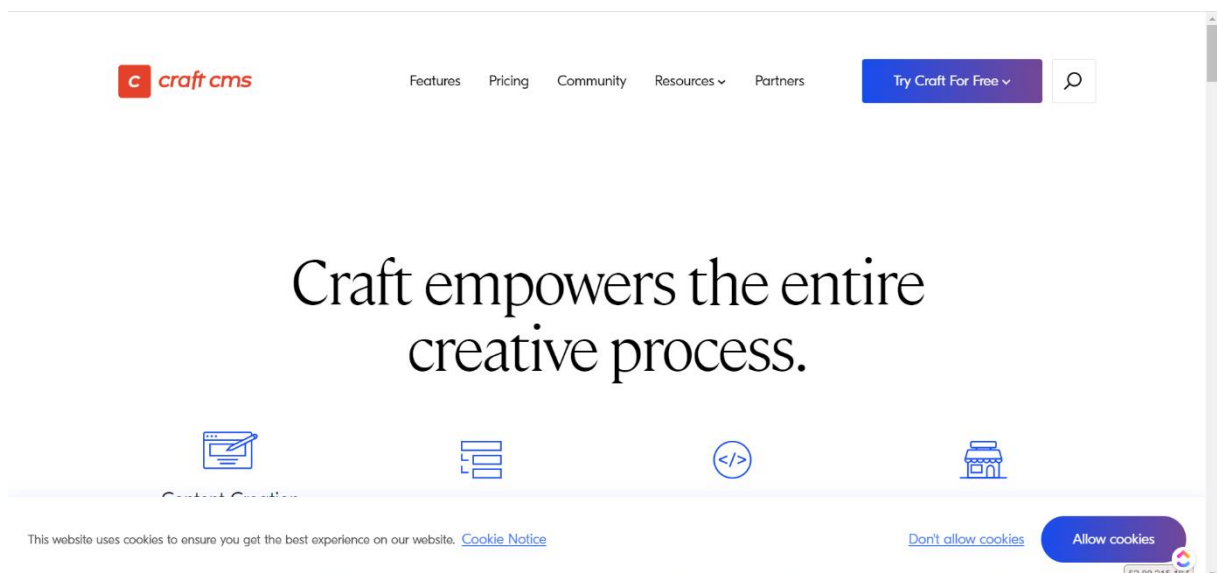 c craft cms
Features Pricing Community Resources Partners Try Craft For Free
Craft empowers the entire
creative process.
</>
Content Creation
This website uses cookies to ensure you get the best experience on our website. Cookie Notice Don't allow cookies Allow cookies